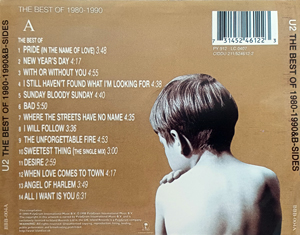 THE BEST OF 1980-1990
A
THE BEST OF
1 PRIDE (IN THE NAME OF LOVE) 3.48
2 NEW YEAR'S DAY 4.17
3 WITH OR WITHOUT YOU 4.55
4 I STILL HAVEN'T FOUND WHAT I'M LOOKING FOR 4.38
5 SUNDAY BLOODY SUNDAY 4.40
6 BAD 5.50
7 WHERE THE STREETS HAVE NO NAME 4.35
8 I WILL FOLLOW 3.36
9 THE UNFORGETTABLE FIRE 4.53
10 SWEETEST THING (THE SINGLE MIX) 3.00
11 DESIRE 2.59
12 WHEN LOVE COMES TO TOWN 4.17
13 ANGEL OF HARLEM 3.49
14 ALL I WANT IS YOU 6.31
7 31452 46122 3
U2 THE BEST OF 1980-1990&B-SIDES
U2 THE BEST OF 1980-1990&B-SIDES